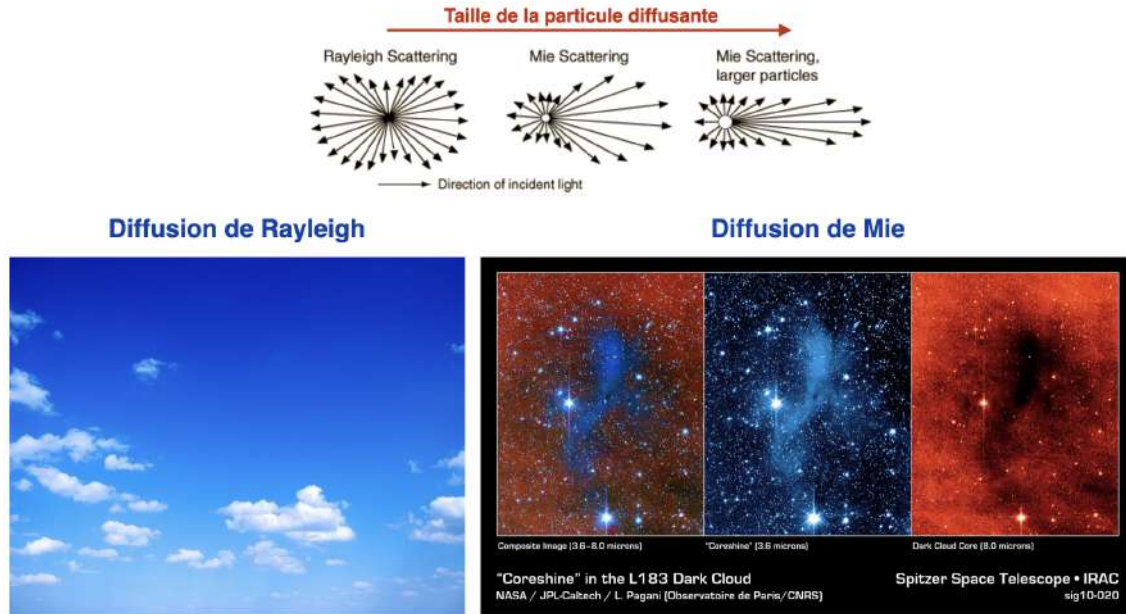 Taille de la particule diffusante
Rayleigh Scattering
Mie Scattering
Mie Scattering,
larger particles
Direction of incident light
Diffusion de Rayleigh
Diffusion de Mie
Composite Image (3.6–8.0 microns)
"Coreshine" (3.6 microns)
Dark Cloud Core (8.0 microns)
"Coreshine" in the L183 Dark Cloud
NASA / JPL-Caltech / L. Pagani (Observatoire de Paris/CNRS)
Spitzer Space Telescope • IRAC
sig10-020